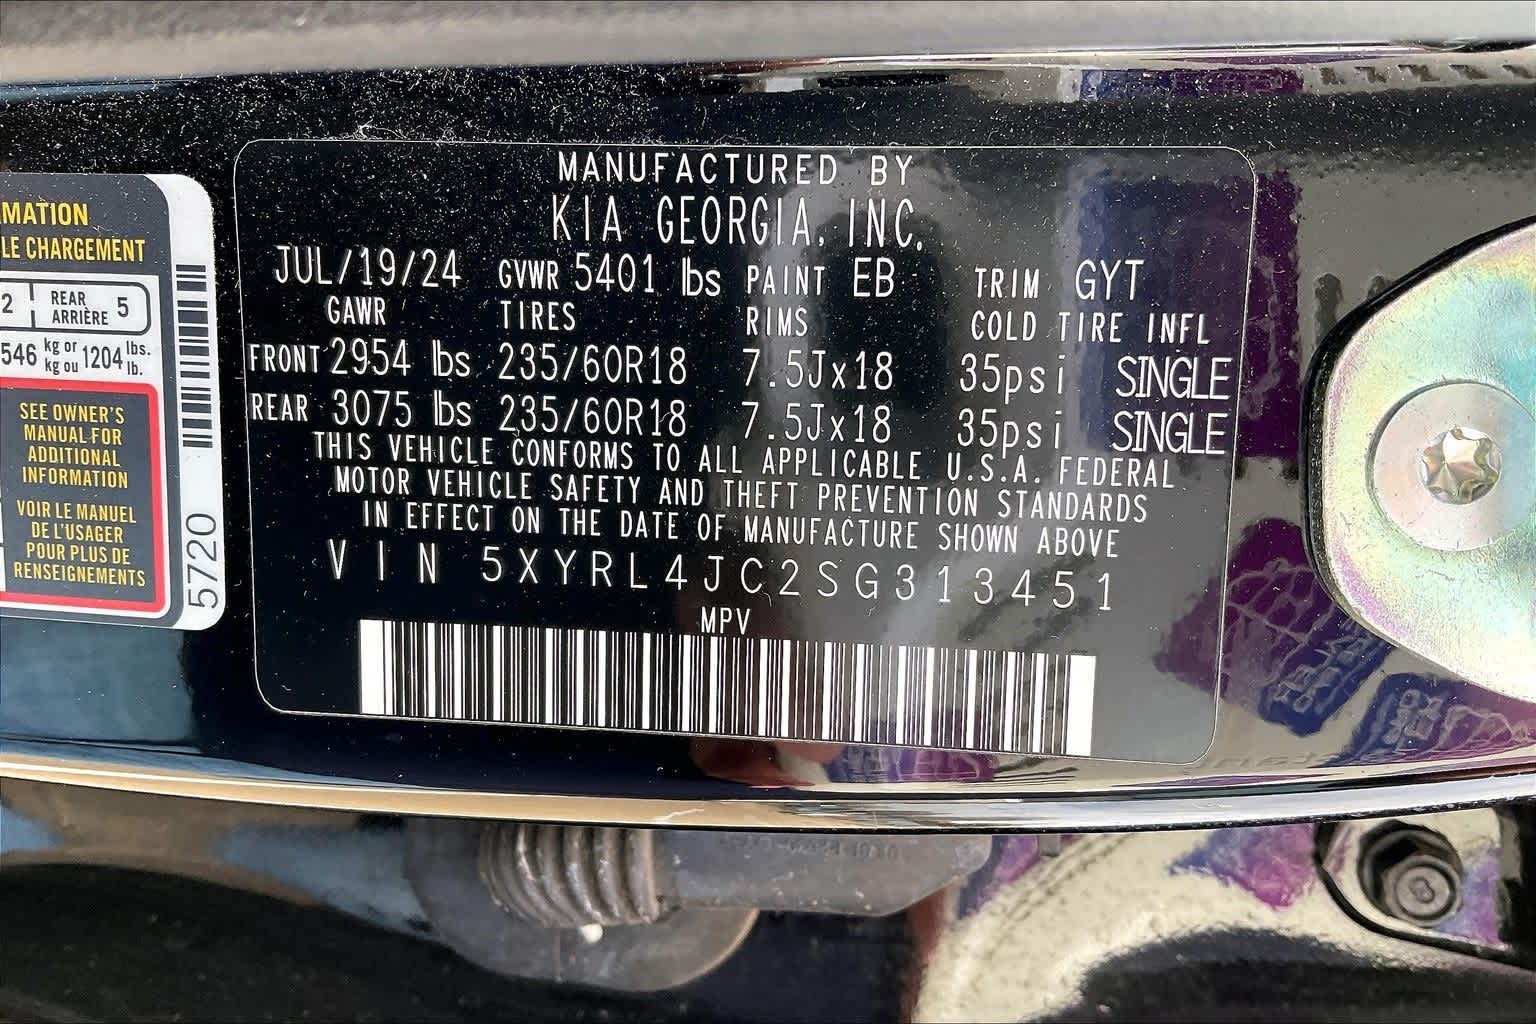 MANUFACTURED BY
KIA GEORGIA, INC.
JUL/19/24 GVWR 5401 lbs PAINT EB TRIM GYT
GAWR TIRES RIMS COLD TIRE INFL
FRONT 2954 lbs 235/60R18 7.5Jx18 35psi SINGLE
REAR 3075 lbs 235/60R18 7.5Jx18 35psi SINGLE
THIS VEHICLE CONFORMS TO ALL APPLICABLE U.S.A. FEDERAL
MOTOR VEHICLE SAFETY AND THEFT PREVENTION STANDARDS
IN EFFECT ON THE DATE OF MANUFACTURE SHOWN ABOVE
VIN 5XYRL4JC2SG313451
MPV
MATION
LE CHARGEMENT
2 REAR ARRIÈRE 5
546 kg or kg ou 1204 lbs. lb.
SEE OWNER'S
MANUAL FOR
ADDITIONAL
INFORMATION
VOIR LE MANUEL
DE L'USAGER
POUR PLUS DE
RENSEIGNEMENTS
5720